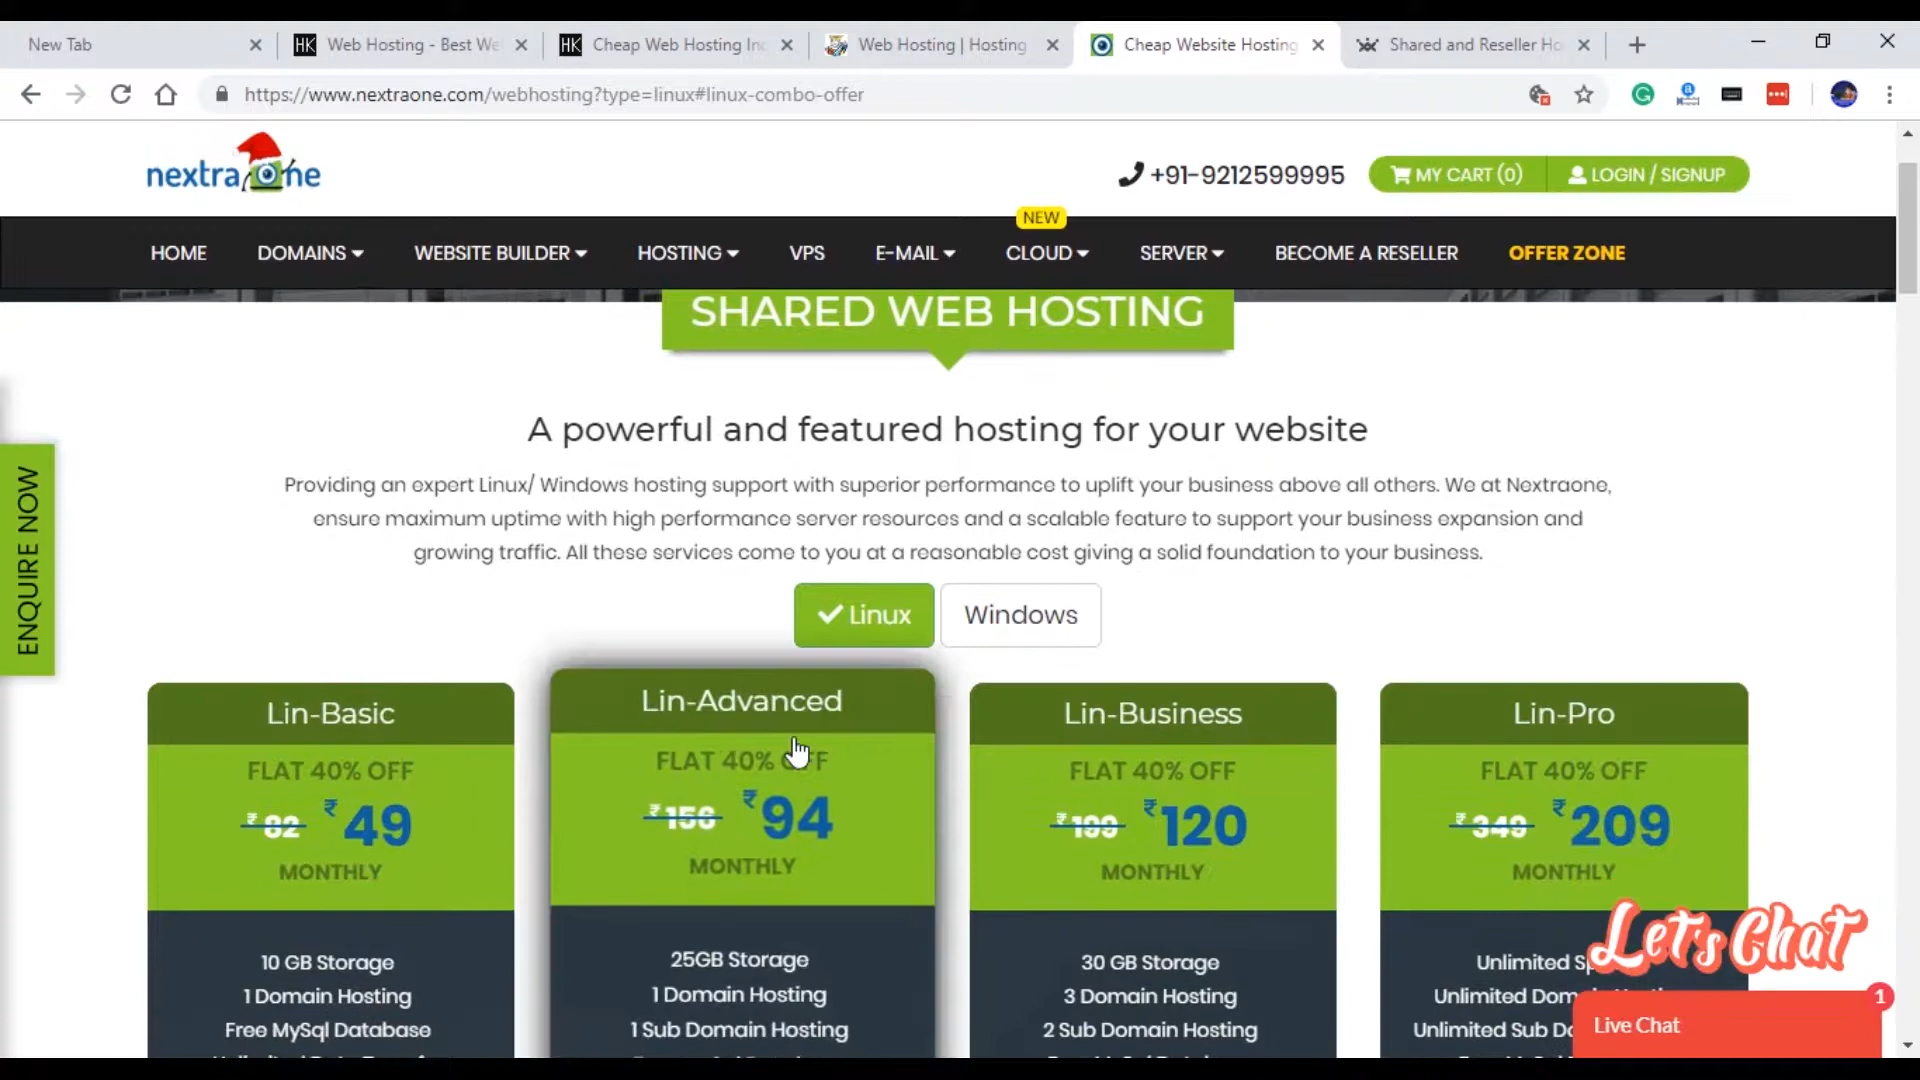 New Tab
HK Web Hosting - Best We
HK Cheap Web Hosting In
Web Hosting | Hosting
Cheap Website Hosting
Shared and Reseller Ho
https://www.nextraone.com/webhosting?type=linux#linux-combo-offer
nextraone
+91-9212599995
MY CART (0)
LOGIN / SIGNUP
NEW
HOME DOMAINS WEBSITE BUILDER HOSTING VPS E-MAIL CLOUD SERVER BECOME A RESELLER OFFER ZONE
SHARED WEB HOSTING
A powerful and featured hosting for your website
Providing an expert Linux/ Windows hosting support with superior performance to uplift your business above all others. We at Nextraone,
ensure maximum uptime with high performance server resources and a scalable feature to support your business expansion and
growing traffic. All these services come to you at a reasonable cost giving a solid foundation to your business.
ENQUIRE NOW
Linux
Windows
Lin-Basic
FLAT 40% OFF
₹82 ₹49
MONTHLY
10 GB Storage
1 Domain Hosting
Free MySql Database
Lin-Advanced
FLAT 40% OFF
₹156 ₹94
MONTHLY
25GB Storage
1 Domain Hosting
1 Sub Domain Hosting
Lin-Business
FLAT 40% OFF
₹199 ₹120
MONTHLY
30 GB Storage
3 Domain Hosting
2 Sub Domain Hosting
Lin-Pro
FLAT 40% OFF
₹349 ₹209
MONTHLY
Unlimited
Unlimited
Unlimited Sub
Let's Chat
1
Live Chat